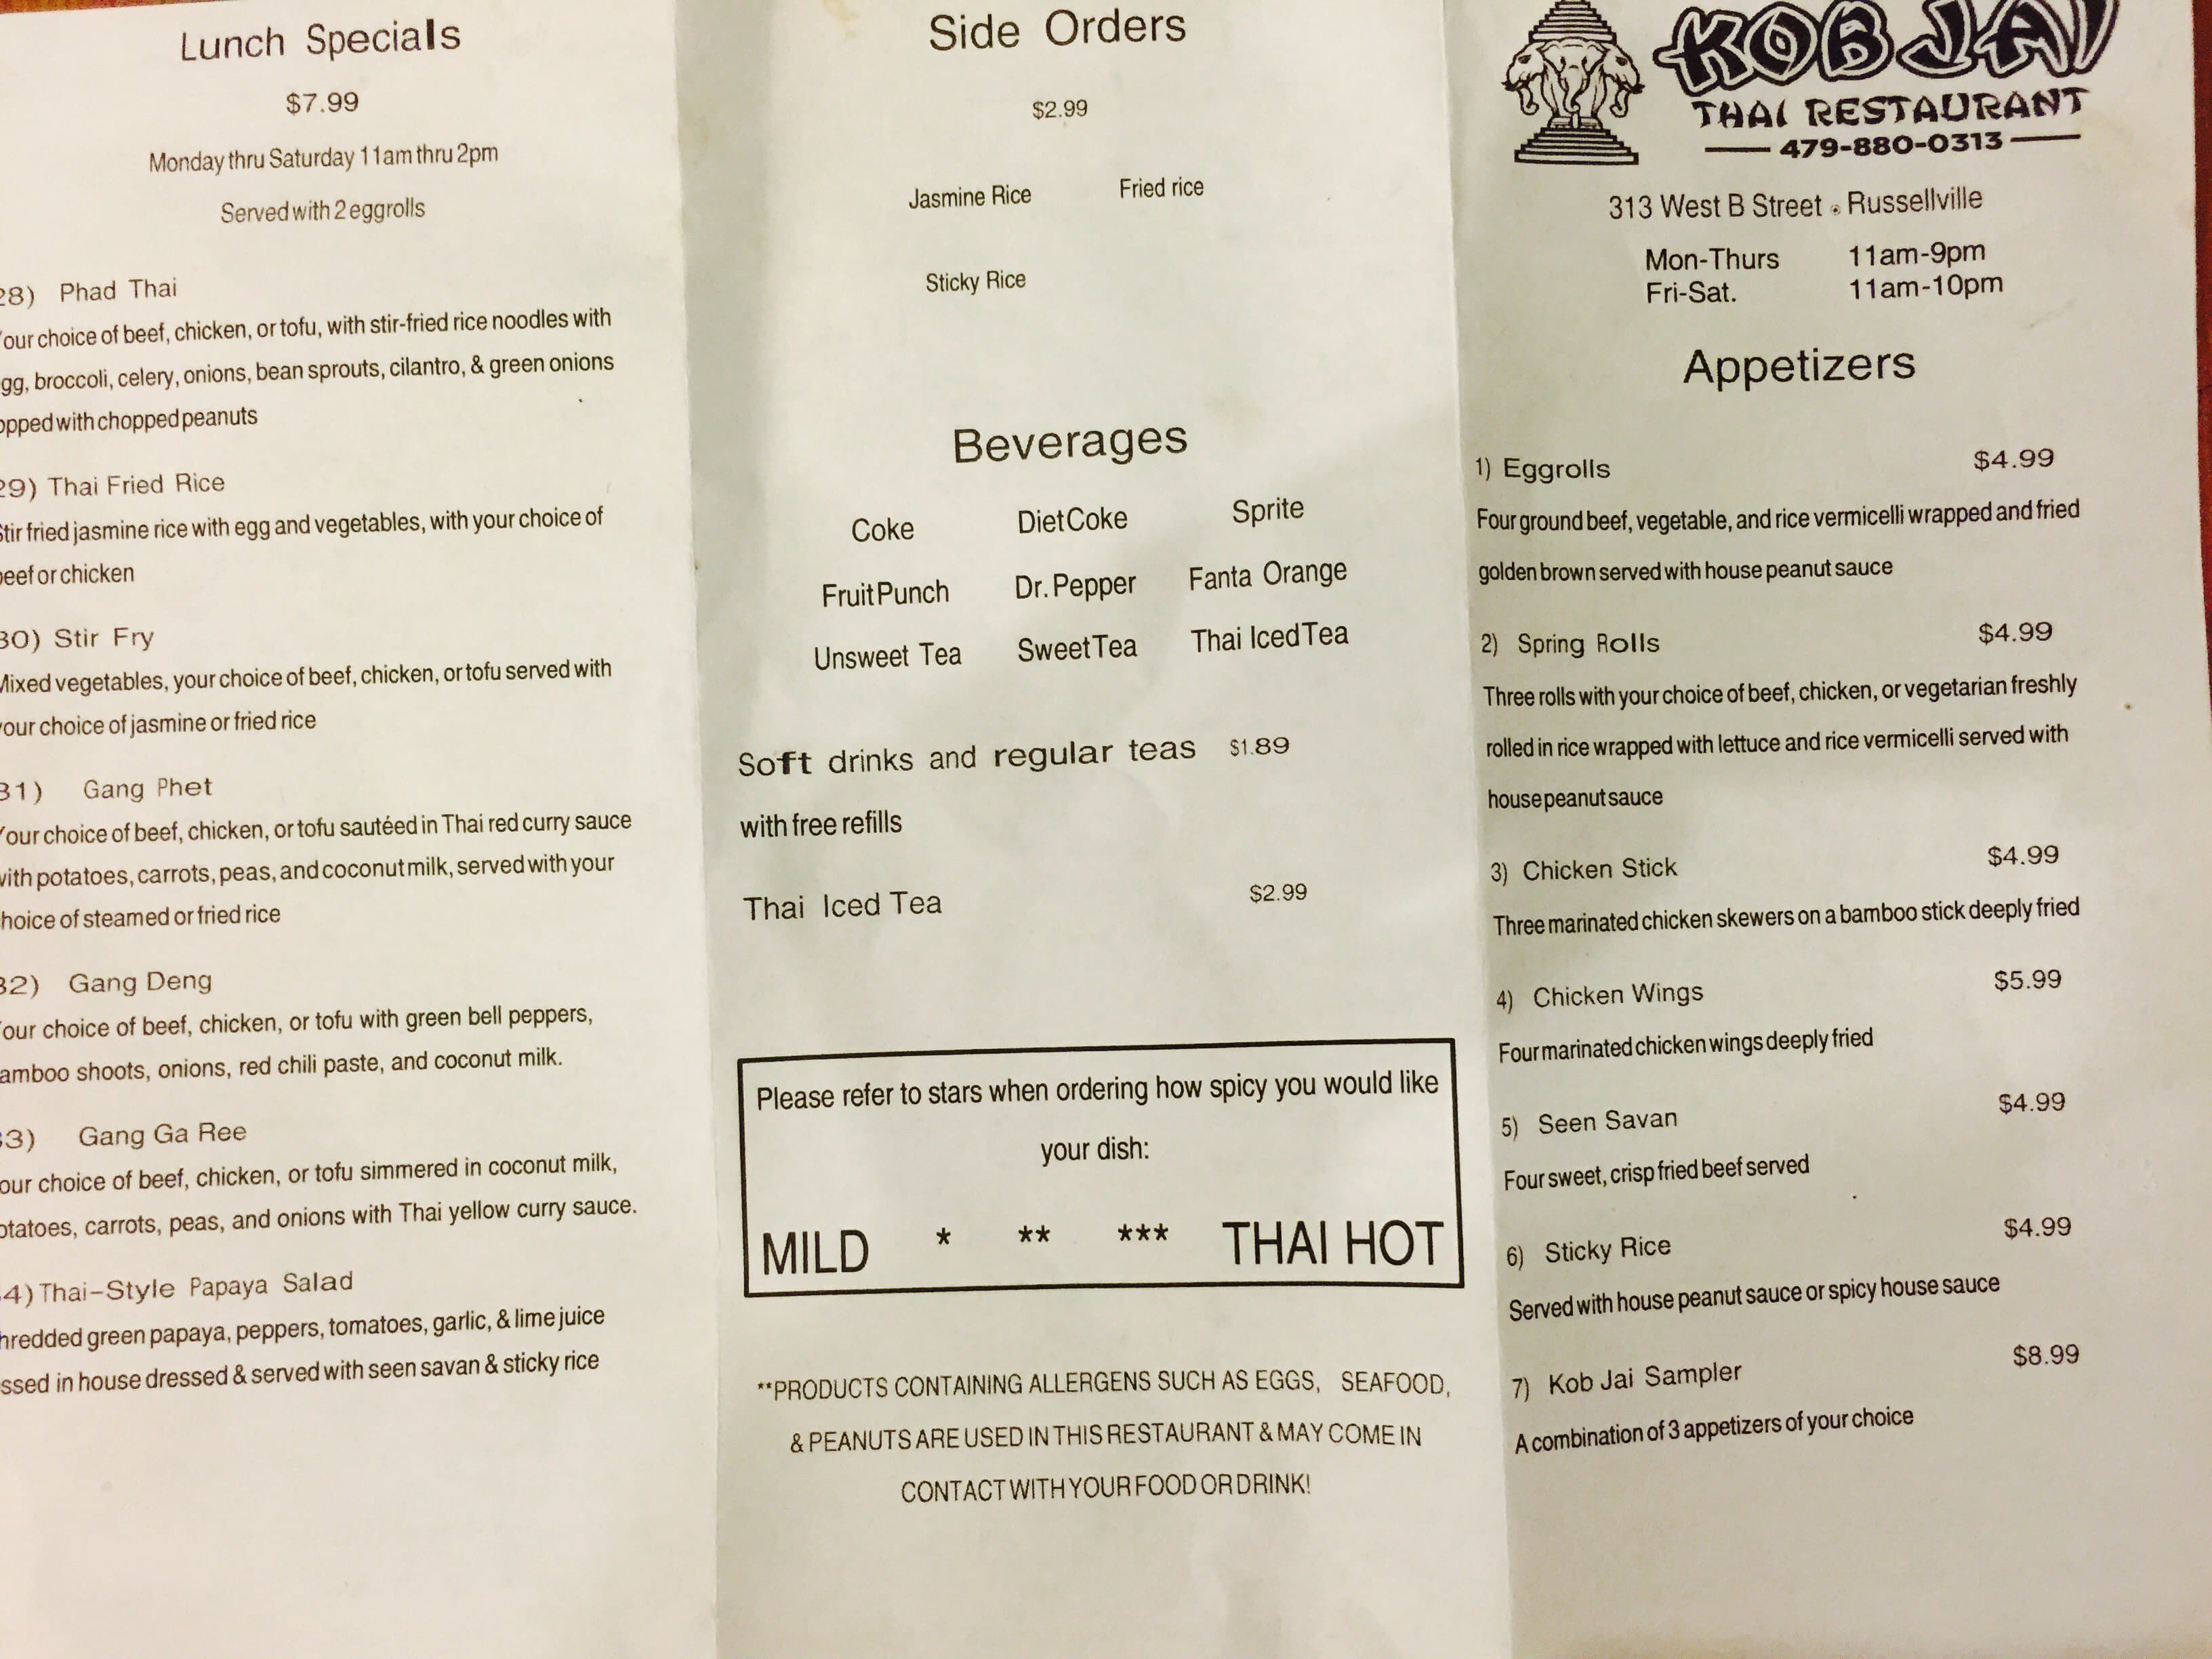 Lunch Specials
$7.99
Monday thru Saturday 11am thru 2pm
Served with 2 eggrolls
28) Phad Thai
our choice of beef, chicken, or tofu, with stir-fried rice noodles with
gg, broccoli, celery, onions, bean sprouts, cilantro, & green onions
opped with chopped peanuts
29) Thai Fried Rice
Stir fried jasmine rice with egg and vegetables, with your choice of
beef or chicken
30) Stir Fry
Mixed vegetables, your choice of beef, chicken, or tofu served with
your choice of jasmine or fried rice
31) Gang Phet
Your choice of beef, chicken, or tofu sautéed in Thai red curry sauce
with potatoes, carrots, peas, and coconut milk, served with your
hoice of steamed or fried rice
32) Gang Deng
our choice of beef, chicken, or tofu with green bell peppers,
amboo shoots, onions, red chili paste, and coconut milk.
3) Gang Ga Ree
our choice of beef, chicken, or tofu simmered in coconut milk,
otatoes, carrots, peas, and onions with Thai yellow curry sauce.
4) Thai-Style Papaya Salad
hredded green papaya, peppers, tomatoes, garlic, & lime juice
ssed in house dressed & served with seen savan & sticky rice
Side Orders
$2.99
Jasmine Rice Fried rice
Sticky Rice
Beverages
Coke Diet Coke Sprite
Fruit Punch Dr. Pepper Fanta Orange
Unsweet Tea Sweet Tea Thai Iced Tea
Soft drinks and regular teas $1.89
with free refills
Thai Iced Tea $2.99
Please refer to stars when ordering how spicy you would like
your dish:
MILD * ** *** THAI HOT
**PRODUCTS CONTAINING ALLERGENS SUCH AS EGGS, SEAFOOD,
& PEANUTS ARE USED IN THIS RESTAURANT & MAY COME IN
CONTACT WITH YOUR FOOD OR DRINK!
KOB JAI
THAI RESTAURANT
479-880-0313
313 West B Street • Russellville
Mon-Thurs 11am-9pm
Fri-Sat. 11am-10pm
Appetizers
1) Eggrolls $4.99
Four ground beef, vegetable, and rice vermicelli wrapped and fried
golden brown served with house peanut sauce
2) Spring Rolls $4.99
Three rolls with your choice of beef, chicken, or vegetarian freshly
rolled in rice wrapped with lettuce and rice vermicelli served with
house peanut sauce
3) Chicken Stick $4.99
Three marinated chicken skewers on a bamboo stick deeply fried
4) Chicken Wings $5.99
Four marinated chicken wings deeply fried
5) Seen Savan $4.99
Four sweet, crisp fried beef served
6) Sticky Rice $4.99
Served with house peanut sauce or spicy house sauce
7) Kob Jai Sampler $8.99
A combination of 3 appetizers of your choice